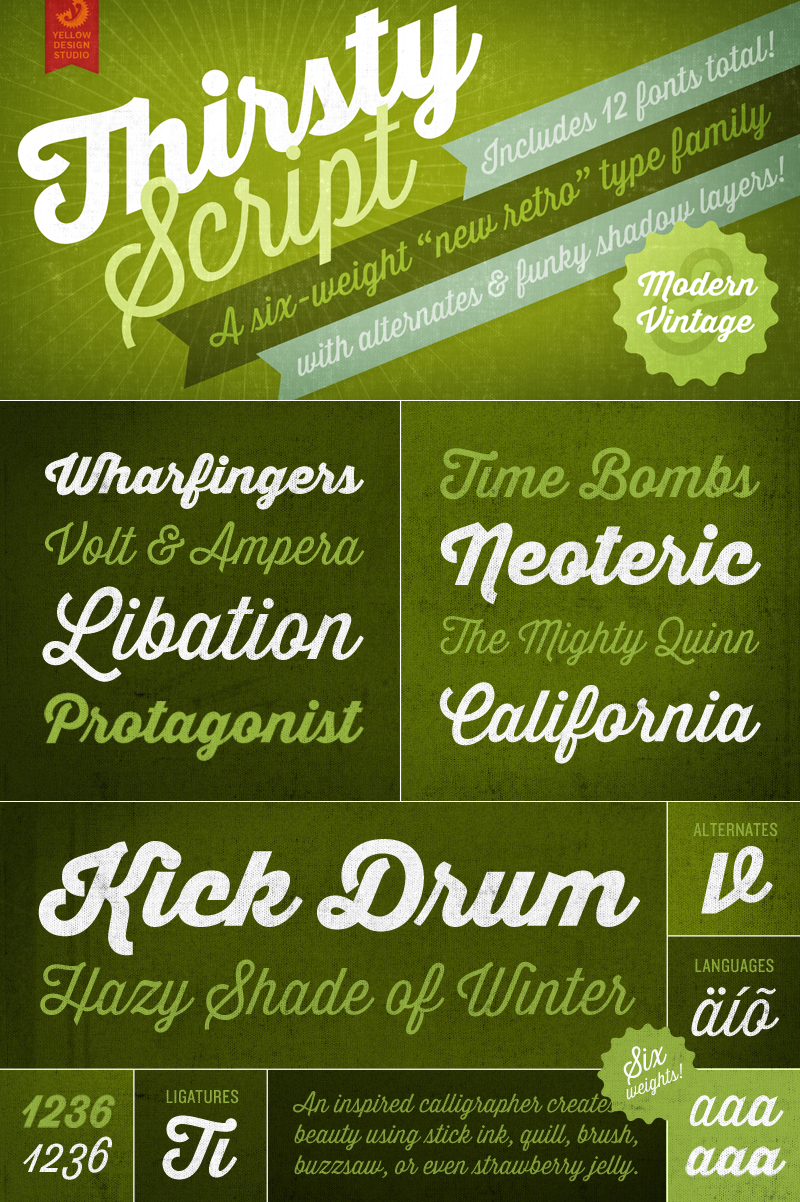 YELLOW
DESIGN
STUDIO
Thirsty
Script
Includes 12 fonts total!
A six-weight “new retro” type family
with alternates & funky shadow layers!
8
Modern
Vintage
Wharfingers
Volt & Ampera
Libation
Protagonist
Time Bombs
Neoteric
The Mighty Quinn
California
Kick Drum
Hazy Shade of Winter
ALTERNATES
ve
LANGUAGES
äíõ
Six
weights!
1236
1236
LIGATURES
Ti
An inspired calligrapher creates
beauty using stick ink, quill, brush,
buzzsaw, or even strawberry jelly.
aaa
aaa